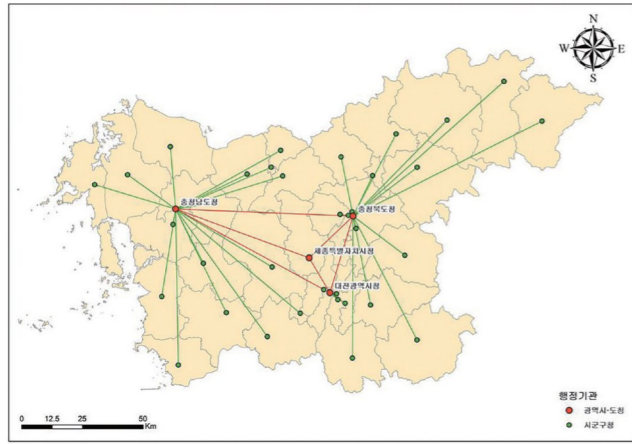 N
W E
S
충청남도청
충청북도청
세종특별자치시청
대전광역시청
행정기관
광역시·도청
시군구청
0 12.5 25 50
Km